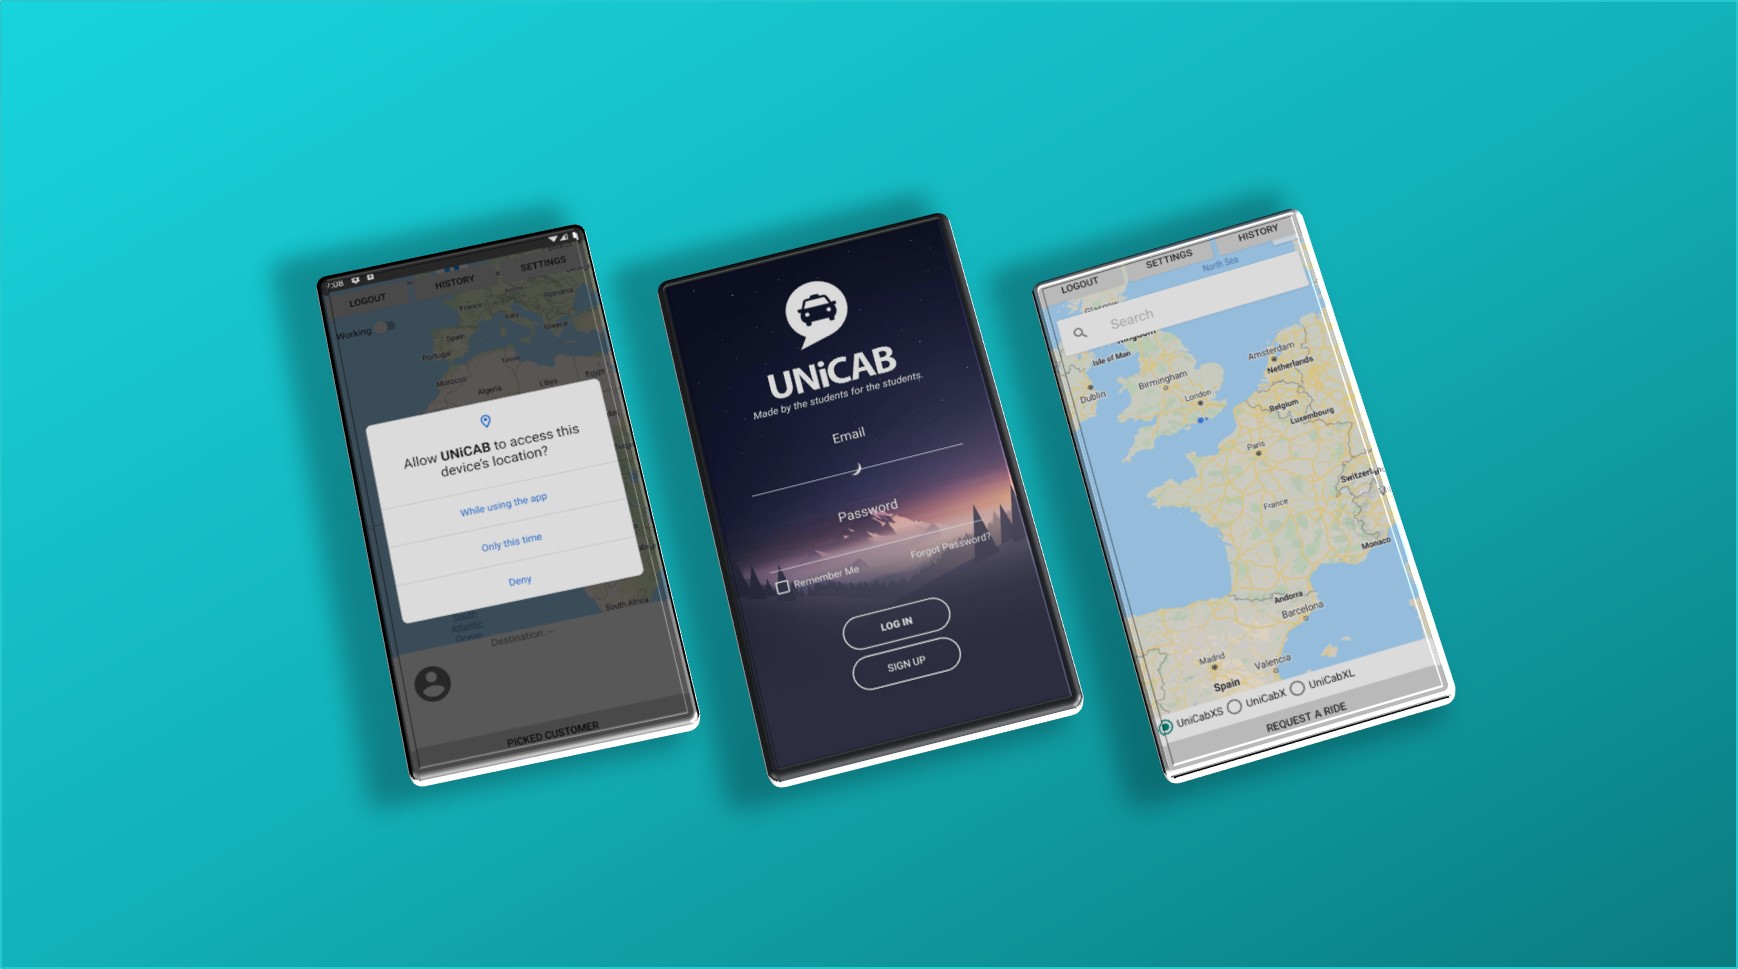 7:08
LOGOUT
HISTORY
SETTINGS
Working
France
Romania
Spain
Italy
Greece
Portugal
Tunisia
Morocco
Algeria
Libya
Egypt
Allow UNiCAB to access this
device's location?
While using the app
Only this time
Deny
South Africa
South
Atlantic
Ocean
Destination: --
PICKED CUSTOMER
UNiCAB
Made by the students for the students.
Email
Password
Forgot Password?
Remember Me
LOG IN
SIGN UP
LOGOUT
SETTINGS
HISTORY
North Sea
Glasgow
Search
Kingdom
Isle of Man
Dublin
Birmingham
London
Amsterdam
Netherlands
Belgium
Luxembourg
Paris
France
Monaco
Andorra
Barcelona
Madrid
Valencia
Spain
UniCabXS
UniCabX
UniCabXL
REQUEST A RIDE